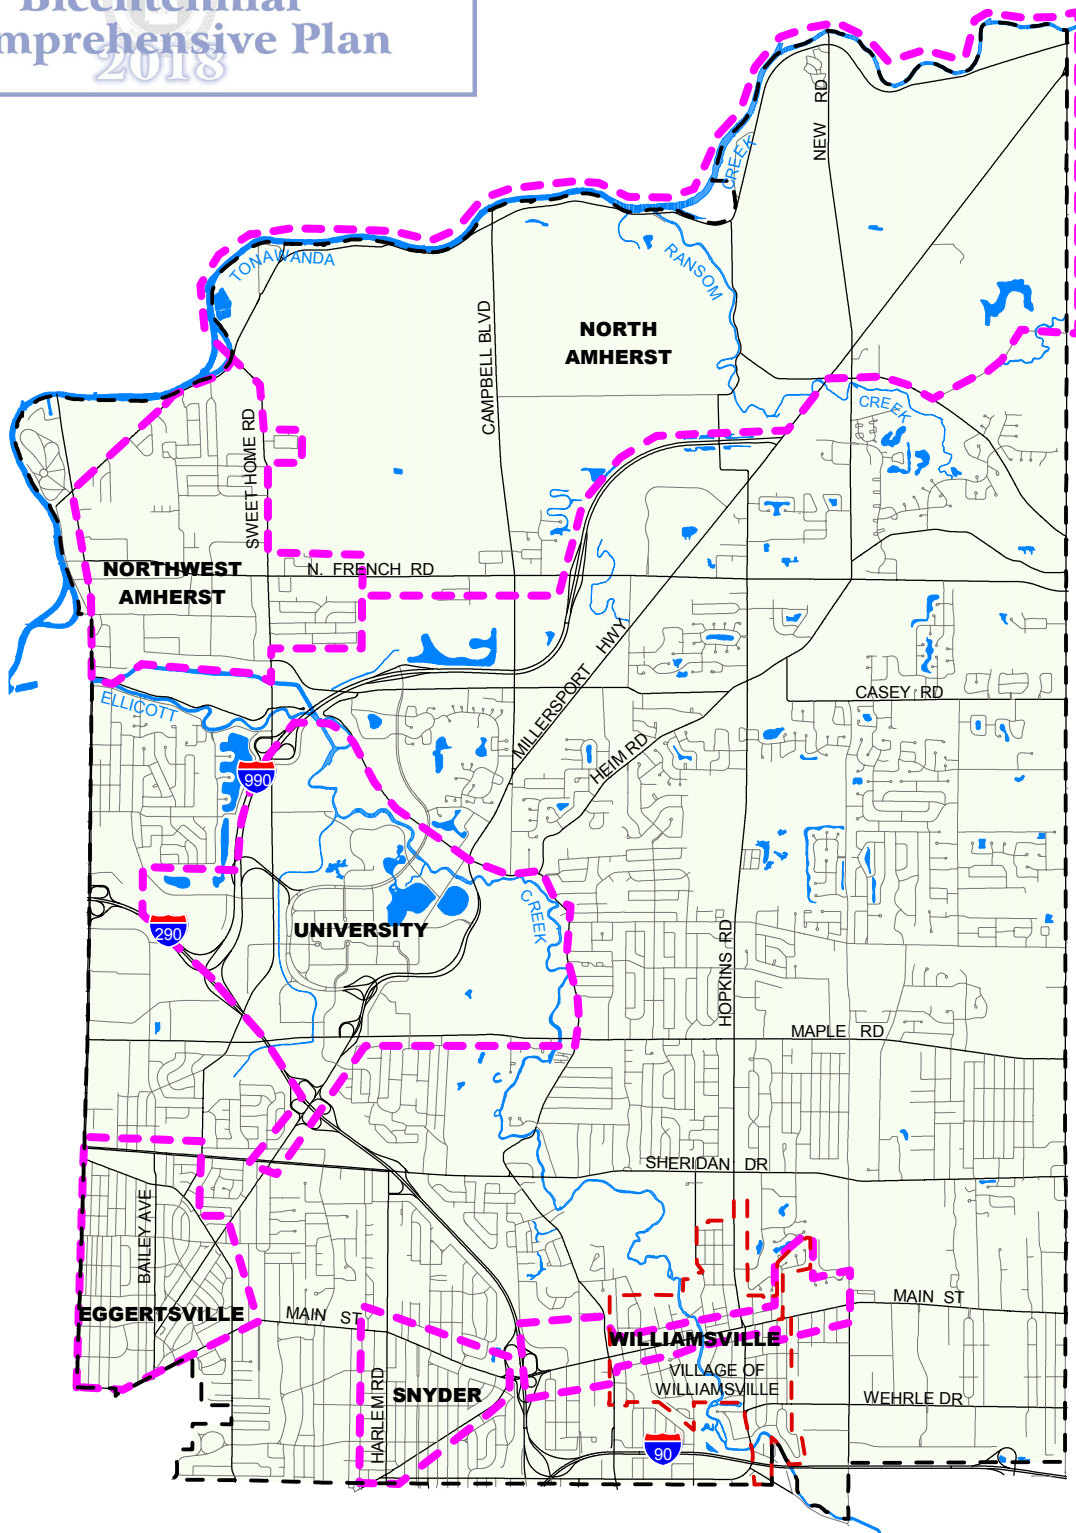 Bicentennial
mprehensive Plan
2018
NEW RD
CREEK
TONAWANDA
RANSOM
CAMPBELL BLVD
NORTH
AMHERST
CREEK
SWEET HOME RD
NORTHWEST
AMHERST
N. FRENCH RD
MILLERSPORT HWY
CASEY RD
ELLICOTT
HEIM RD
990
CREEK
290
UNIVERSITY
HOPKINS RD
MAPLE RD
SHERIDAN DR
BAILEY AVE
EGGERTSVILLE
MAIN ST
MAIN ST
WILLIAMSVILLE
VILLAGE OF
WILLIAMSVILLE
SNYDER
HARLEM RD
WEHRLE DR
90